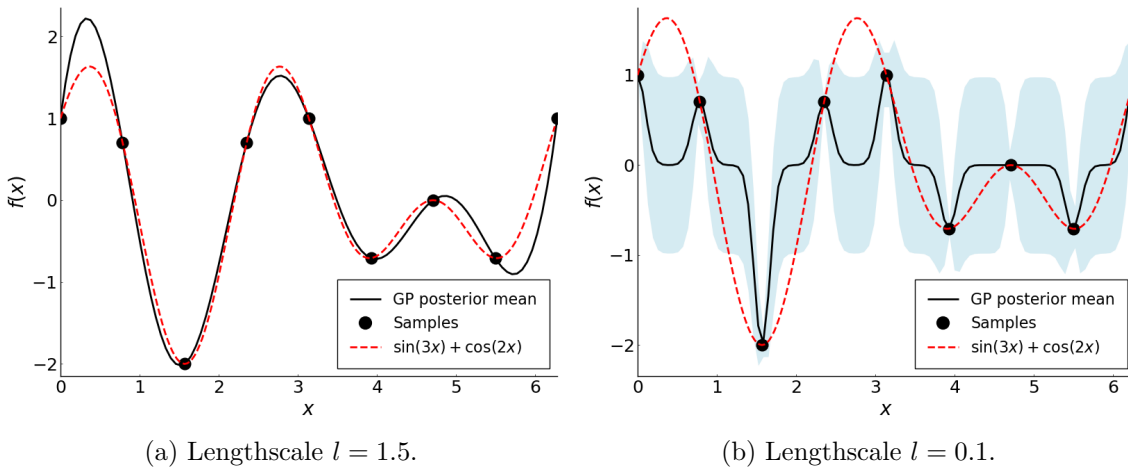 2
1
0
−1
−2
f(x)
0 1 2 3 4 5 6
x
GP posterior mean
Samples
sin(3x) + cos(2x)
(a) Lengthscale l = 1.5.
1
0
−1
−2
f(x)
0 1 2 3 4 5 6
x
GP posterior mean
Samples
sin(3x) + cos(2x)
(b) Lengthscale l = 0.1.